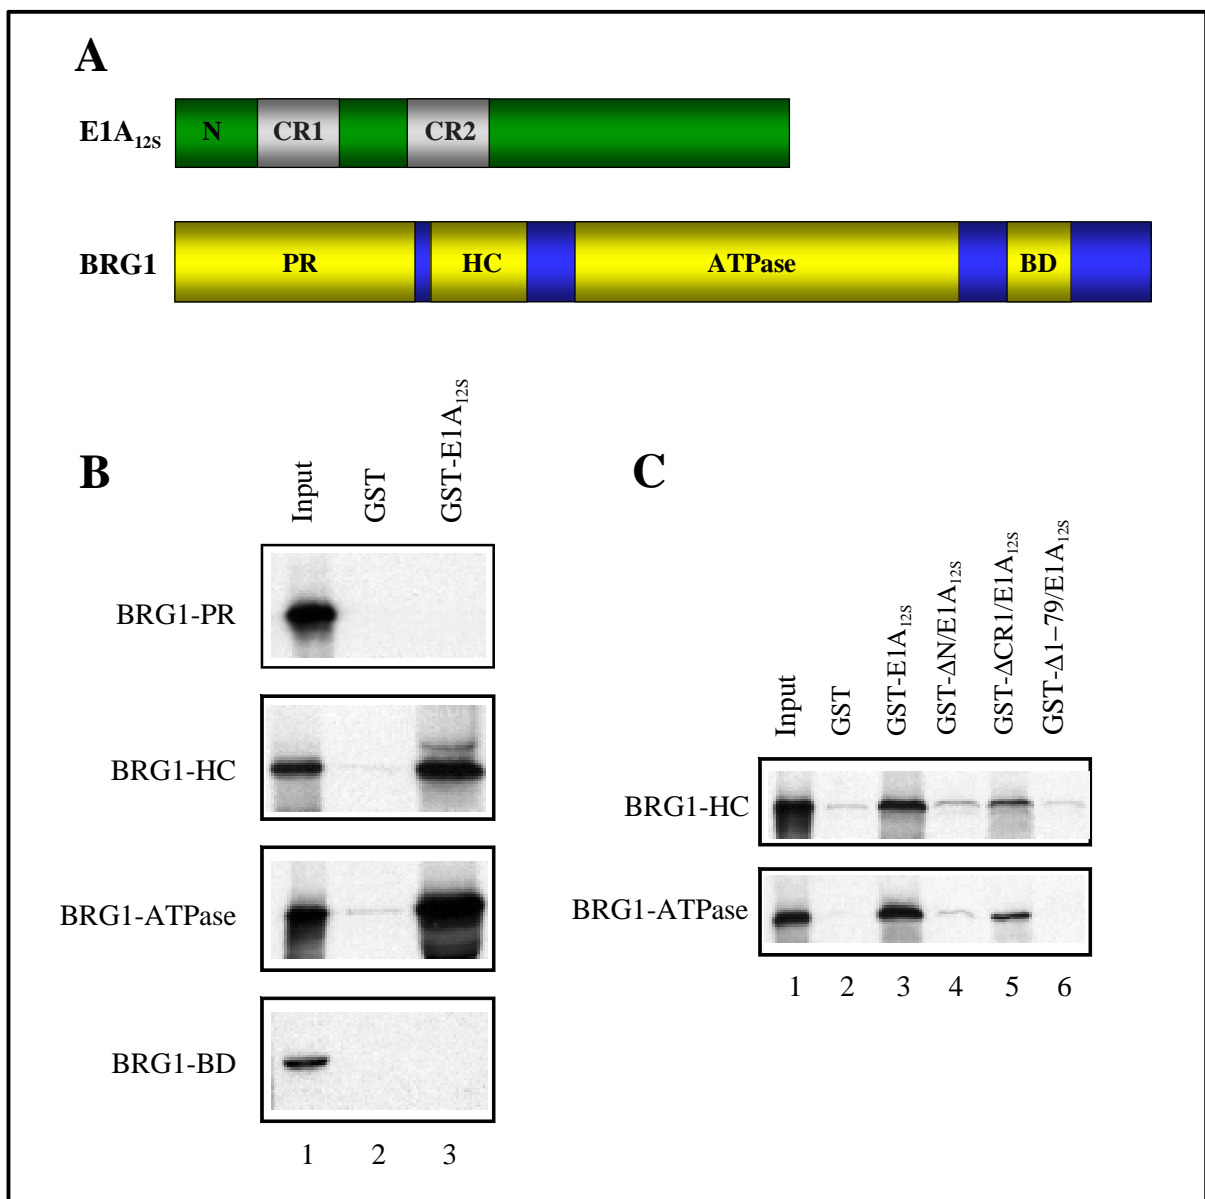 A
E1A12S
N CR1 CR2
BRG1
PR HC ATPase BD
B
Input
GST
GST-E1A12S
BRG1-PR
BRG1-HC
BRG1-ATPase
BRG1-BD
1 2 3
C
Input
GST
GST-E1A12S
GST-ΔN/E1A12S
GST-ΔCR1/E1A12S
GST-Δ1−79/E1A12S
BRG1-HC
BRG1-ATPase
1 2 3 4 5 6